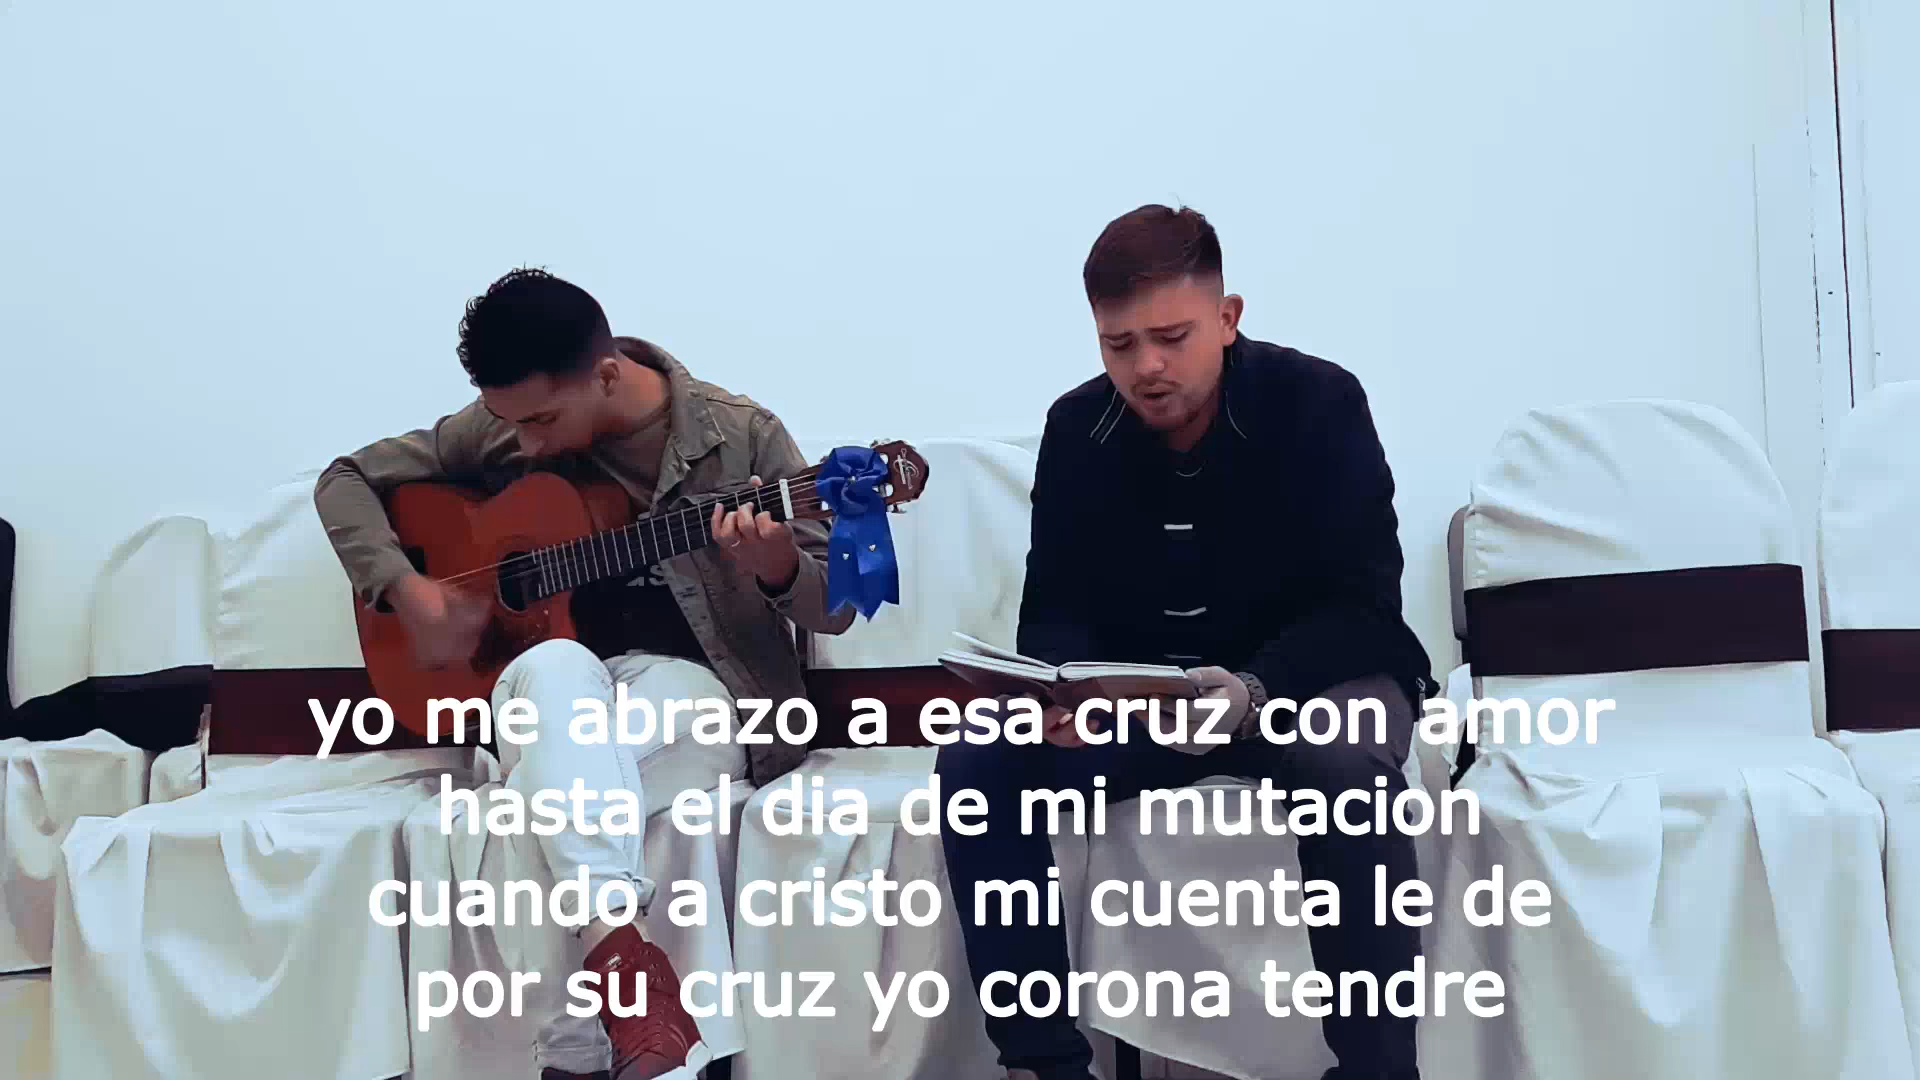 yo me abrazo a esa cruz con amor
hasta el dia de mi mutacion
cuando a cristo mi cuenta le de
por su cruz yo corona tendre